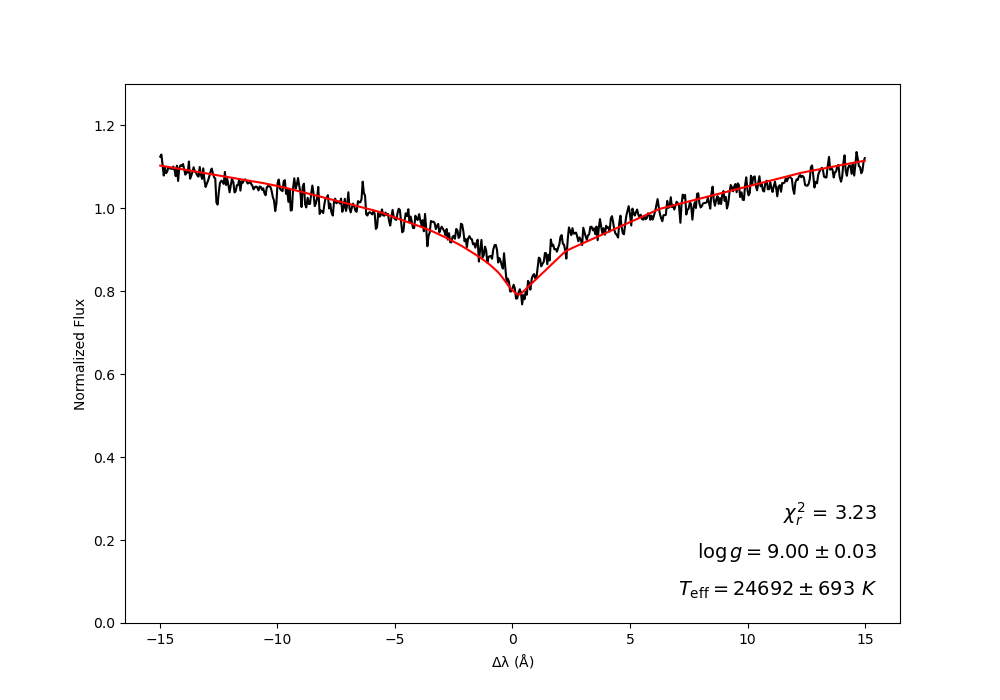 1.2
1.0
0.8
0.6
0.4
0.2
0.0
Normalized Flux
χ²ᵣ = 3.23
log g = 9.00 ± 0.03
T_eff = 24692 ± 693 K
−15 −10 −5 0 5 10 15
Δλ (Å)